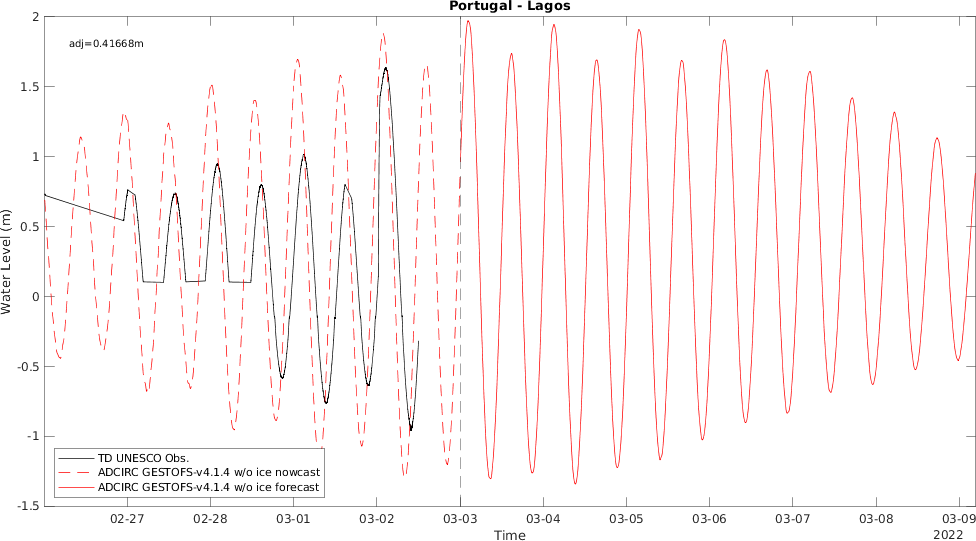 Portugal - Lagos
adj=0.41668m
Water Level (m)
2
1.5
1
0.5
0
-0.5
-1
-1.5
TD UNESCO Obs.
ADCIRC GESTOFS-v4.1.4 w/o ice nowcast
ADCIRC GESTOFS-v4.1.4 w/o ice forecast
02-27 02-28 03-01 03-02 03-03 03-04 03-05 03-06 03-07 03-08 03-09
Time
2022